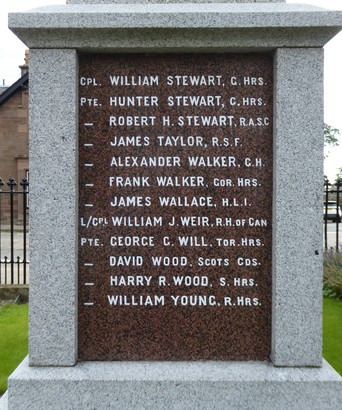 CPL. WILLIAM STEWART, G. HRS.
PTE. HUNTER STEWART, G. HRS.
— ROBERT H. STEWART, R.A.S.C
— JAMES TAYLOR, R.S.F.
— ALEXANDER WALKER, G.H.
— FRANK WALKER, GOR. HRS.
— JAMES WALLACE, H.L.I.
L/CPL WILLIAM J. WEIR, R.H. OF CAN
PTE. GEORGE G. WILL, TOR. HRS.
— DAVID WOOD, SCOTS GDS.
— HARRY R. WOOD, S. HRS.
— WILLIAM YOUNG, R. HRS.